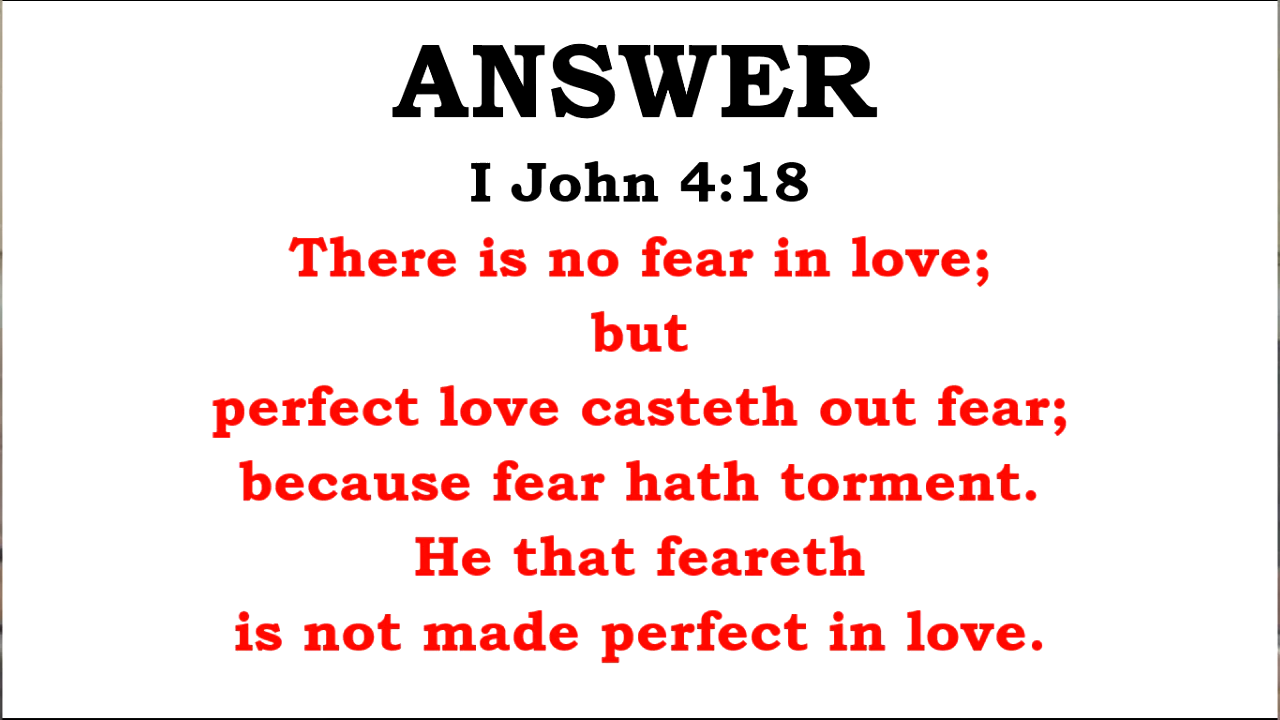 ANSWER
I John 4:18
There is no fear in love;
but
perfect love casteth out fear;
because fear hath torment.
He that feareth
is not made perfect in love.